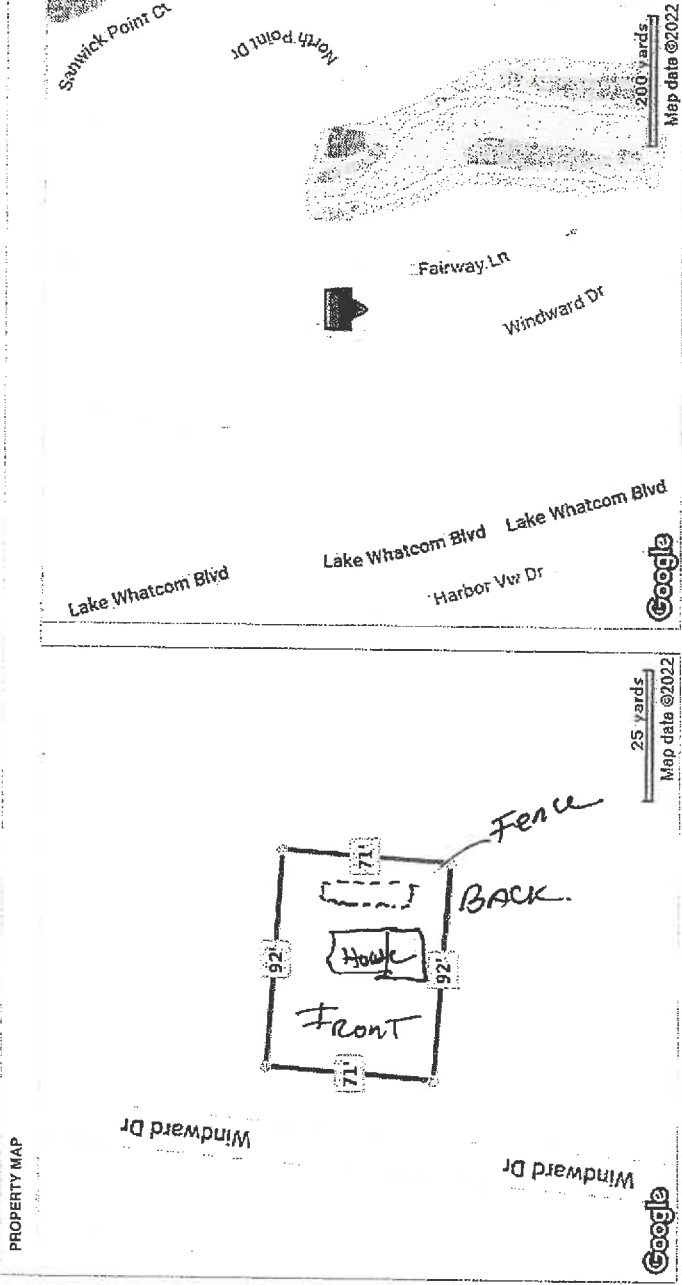 PROPERTY MAP
Windward Dr
Windward Dr
92'
71'
71'
92'
House
FRONT
BACK.
Fence
25 yards
Map data ©2022
Google
Sanwick Point Ct
North Point Dr
Fairway Ln
Windward Dr
Lake Whatcom Blvd
Lake Whatcom Blvd
Lake Whatcom Blvd
Harbor Vw Dr
200 yards
Map data ©2022
Google